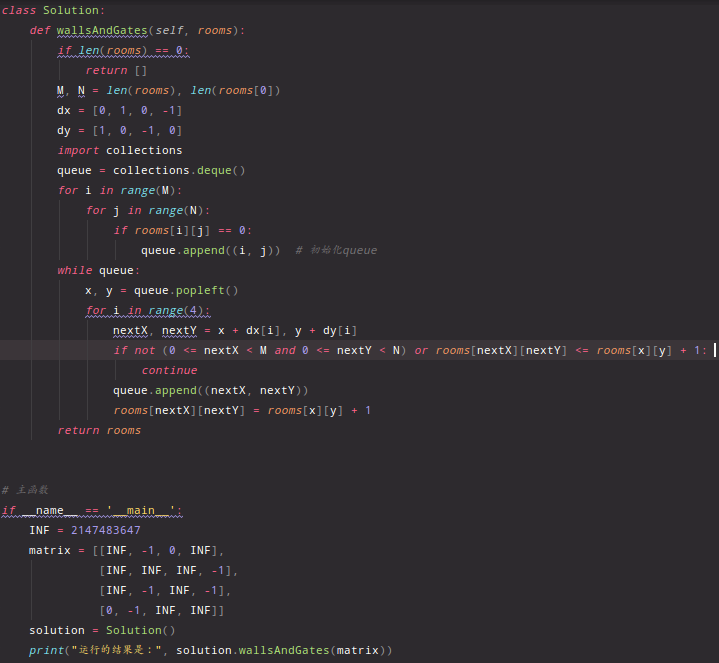 class Solution:
    def wallsAndGates(self, rooms):
        if len(rooms) == 0:
            return []
        M, N = len(rooms), len(rooms[0])
        dx = [0, 1, 0, -1]
        dy = [1, 0, -1, 0]
        import collections
        queue = collections.deque()
        for i in range(M):
            for j in range(N):
                if rooms[i][j] == 0:
                    queue.append((i, j))  # 初始化queue
        while queue:
            x, y = queue.popleft()
            for i in range(4):
                nextX, nextY = x + dx[i], y + dy[i]
                if not (0 <= nextX < M and 0 <= nextY < N) or rooms[nextX][nextY] <= rooms[x][y] + 1:
                    continue
                queue.append((nextX, nextY))
                rooms[nextX][nextY] = rooms[x][y] + 1
        return rooms
# 主函数
if __name__ == '__main__':
    INF = 2147483647
    matrix = [[INF, -1, 0, INF],
              [INF, INF, INF, -1],
              [INF, -1, INF, -1],
              [0, -1, INF, INF]]
    solution = Solution()
    print("运行的结果是：", solution.wallsAndGates(matrix))